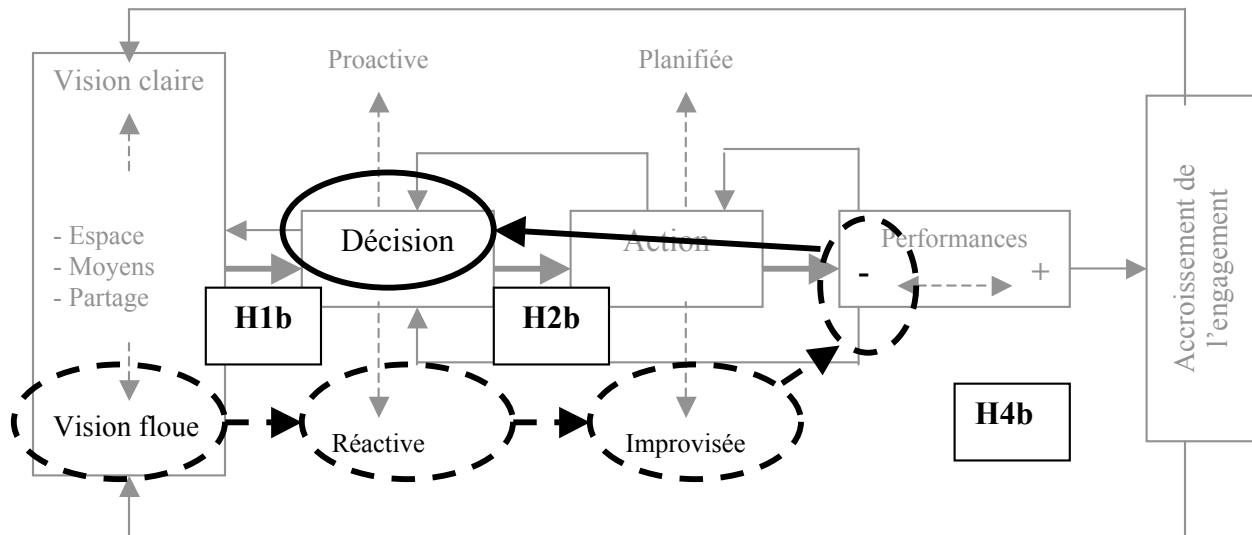 Proactive
Planifiée
Vision claire
- Espace
- Moyens
- Partage
Décision
Action
Performances
-
+
H1b
H2b
H4b
Vision floue
Réactive
Improvisée
Accroissement de
l'engagement